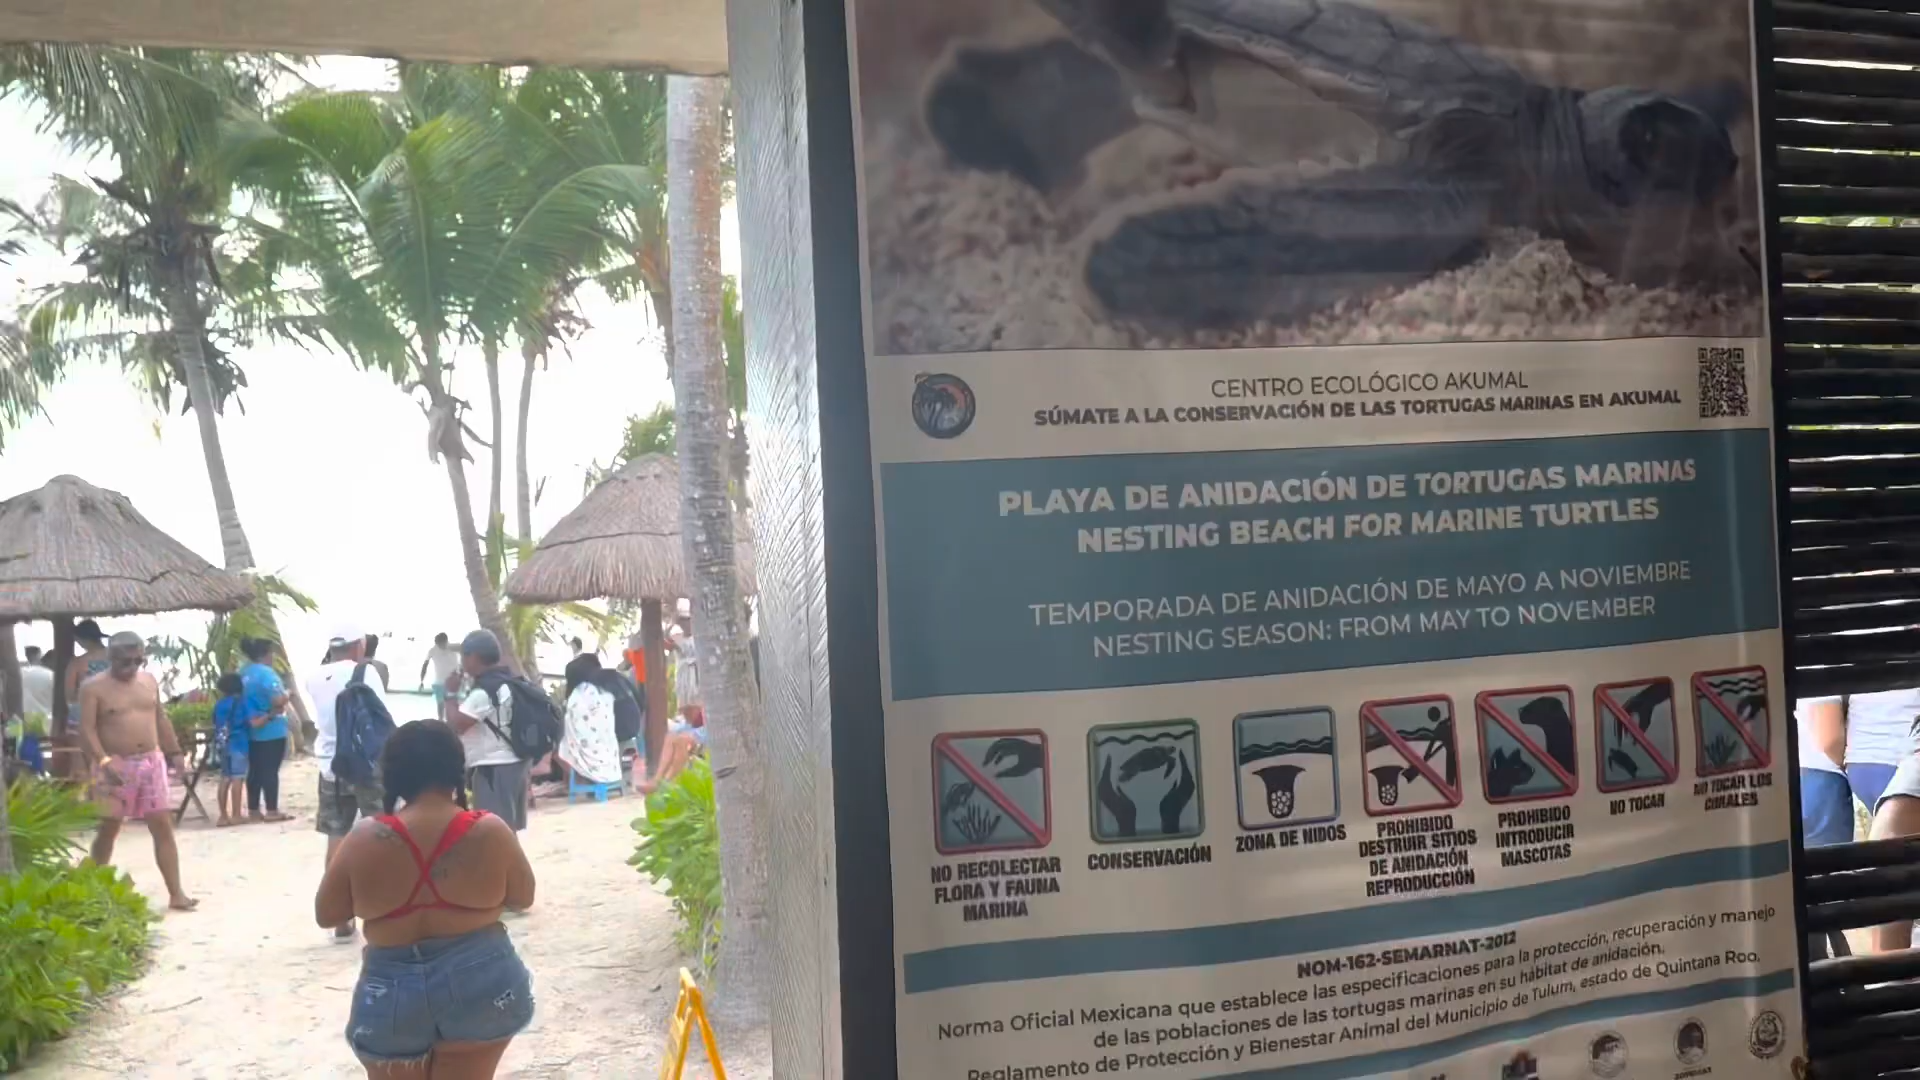 CENTRO ECOLÓGICO AKUMAL
SÚMATE A LA CONSERVACIÓN DE LAS TORTUGAS MARINAS EN AKUMAL
PLAYA DE ANIDACIÓN DE TORTUGAS MARINAS
NESTING BEACH FOR MARINE TURTLES
TEMPORADA DE ANIDACIÓN DE MAYO A NOVIEMBRE
NESTING SEASON: FROM MAY TO NOVEMBER
NO RECOLECTAR
FLORA Y FAUNA
MARINA
CONSERVACIÓN
ZONA DE NIDOS
PROHIBIDO
DESTRUIR SITIOS
DE ANIDACIÓN
REPRODUCCIÓN
PROHIBIDO
INTRODUCIR
MASCOTAS
NO TOCAR
NO TOCAR LOS
CORALES
NOM-162-SEMARNAT-2012
Norma Oficial Mexicana que establece las especificaciones para la protección, recuperación y manejo
de las poblaciones de las tortugas marinas en su hábitat de anidación.
Reglamento de Protección y Bienestar Animal del Municipio de Tulum, estado de Quintana Roo.